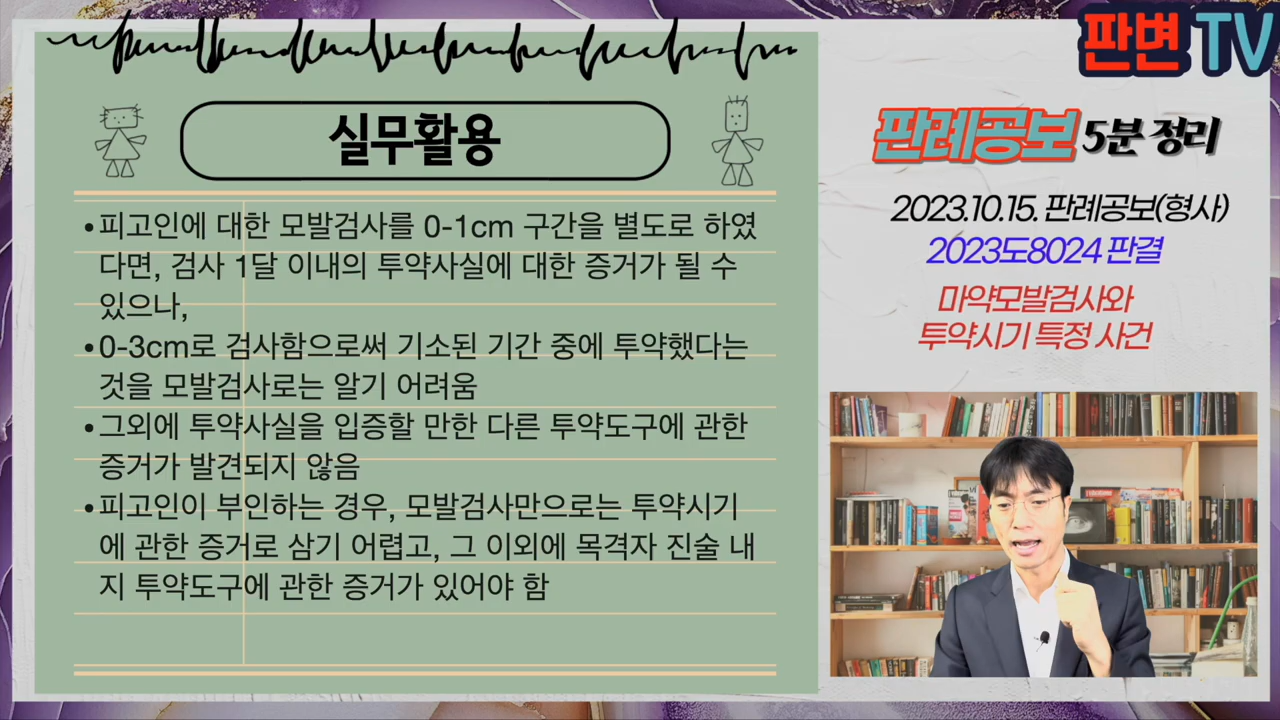 판변 TV
실무활용
•피고인에 대한 모발검사를 0-1cm 구간을 별도로 하였
다면, 검사 1달 이내의 투약사실에 대한 증거가 될 수
있으나,
•0-3cm로 검사함으로써 기소된 기간 중에 투약했다는
것을 모발검사로는 알기 어려움
•그외에 투약사실을 입증할 만한 다른 투약도구에 관한
증거가 발견되지 않음
•피고인이 부인하는 경우, 모발검사만으로는 투약시기
에 관한 증거로 삼기 어렵고, 그 이외에 목격자 진술 내
지 투약도구에 관한 증거가 있어야 함
판례공보 5분 정리
2023.10.15. 판례공보(형사)
2023도8024 판결
마약모발검사와
투약시기 특정 사건